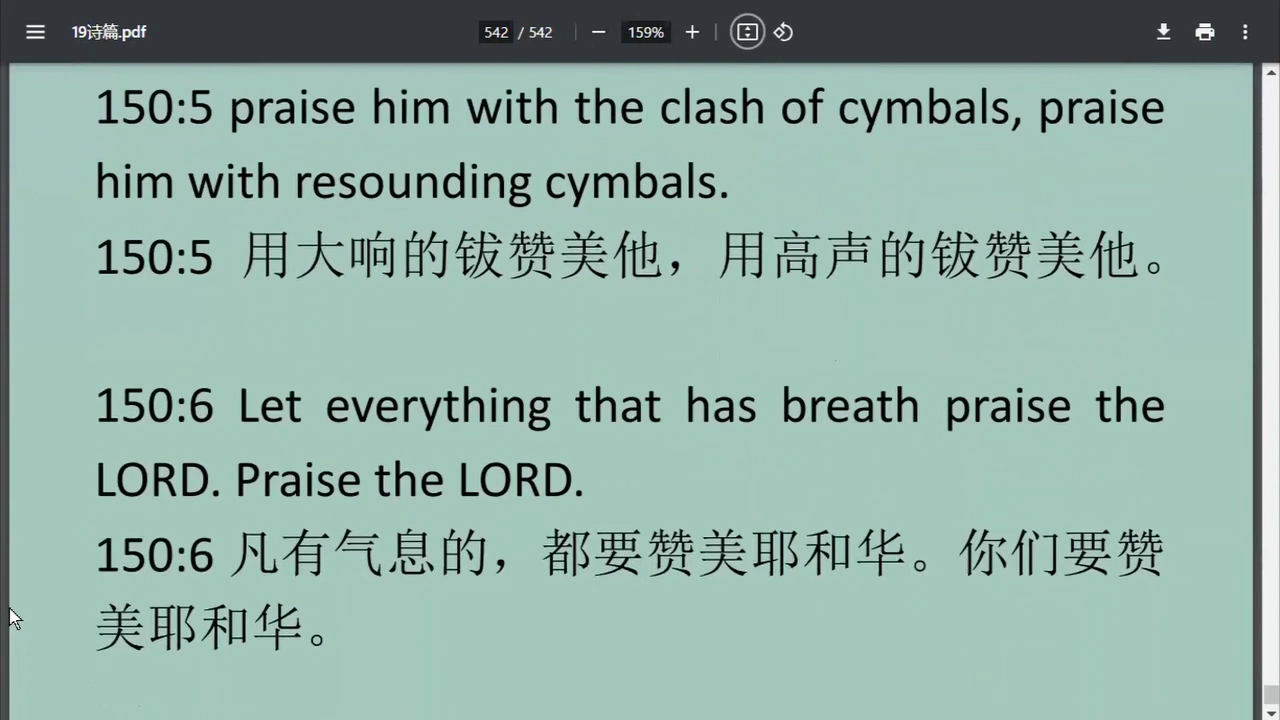 19诗篇.pdf
542 / 542
159%
150:5 praise him with the clash of cymbals, praise
him with resounding cymbals.
150:5 用大响的钹赞美他，用高声的钹赞美他。
150:6 Let everything that has breath praise the
LORD. Praise the LORD.
150:6 凡有气息的，都要赞美耶和华。你们要赞
美耶和华。